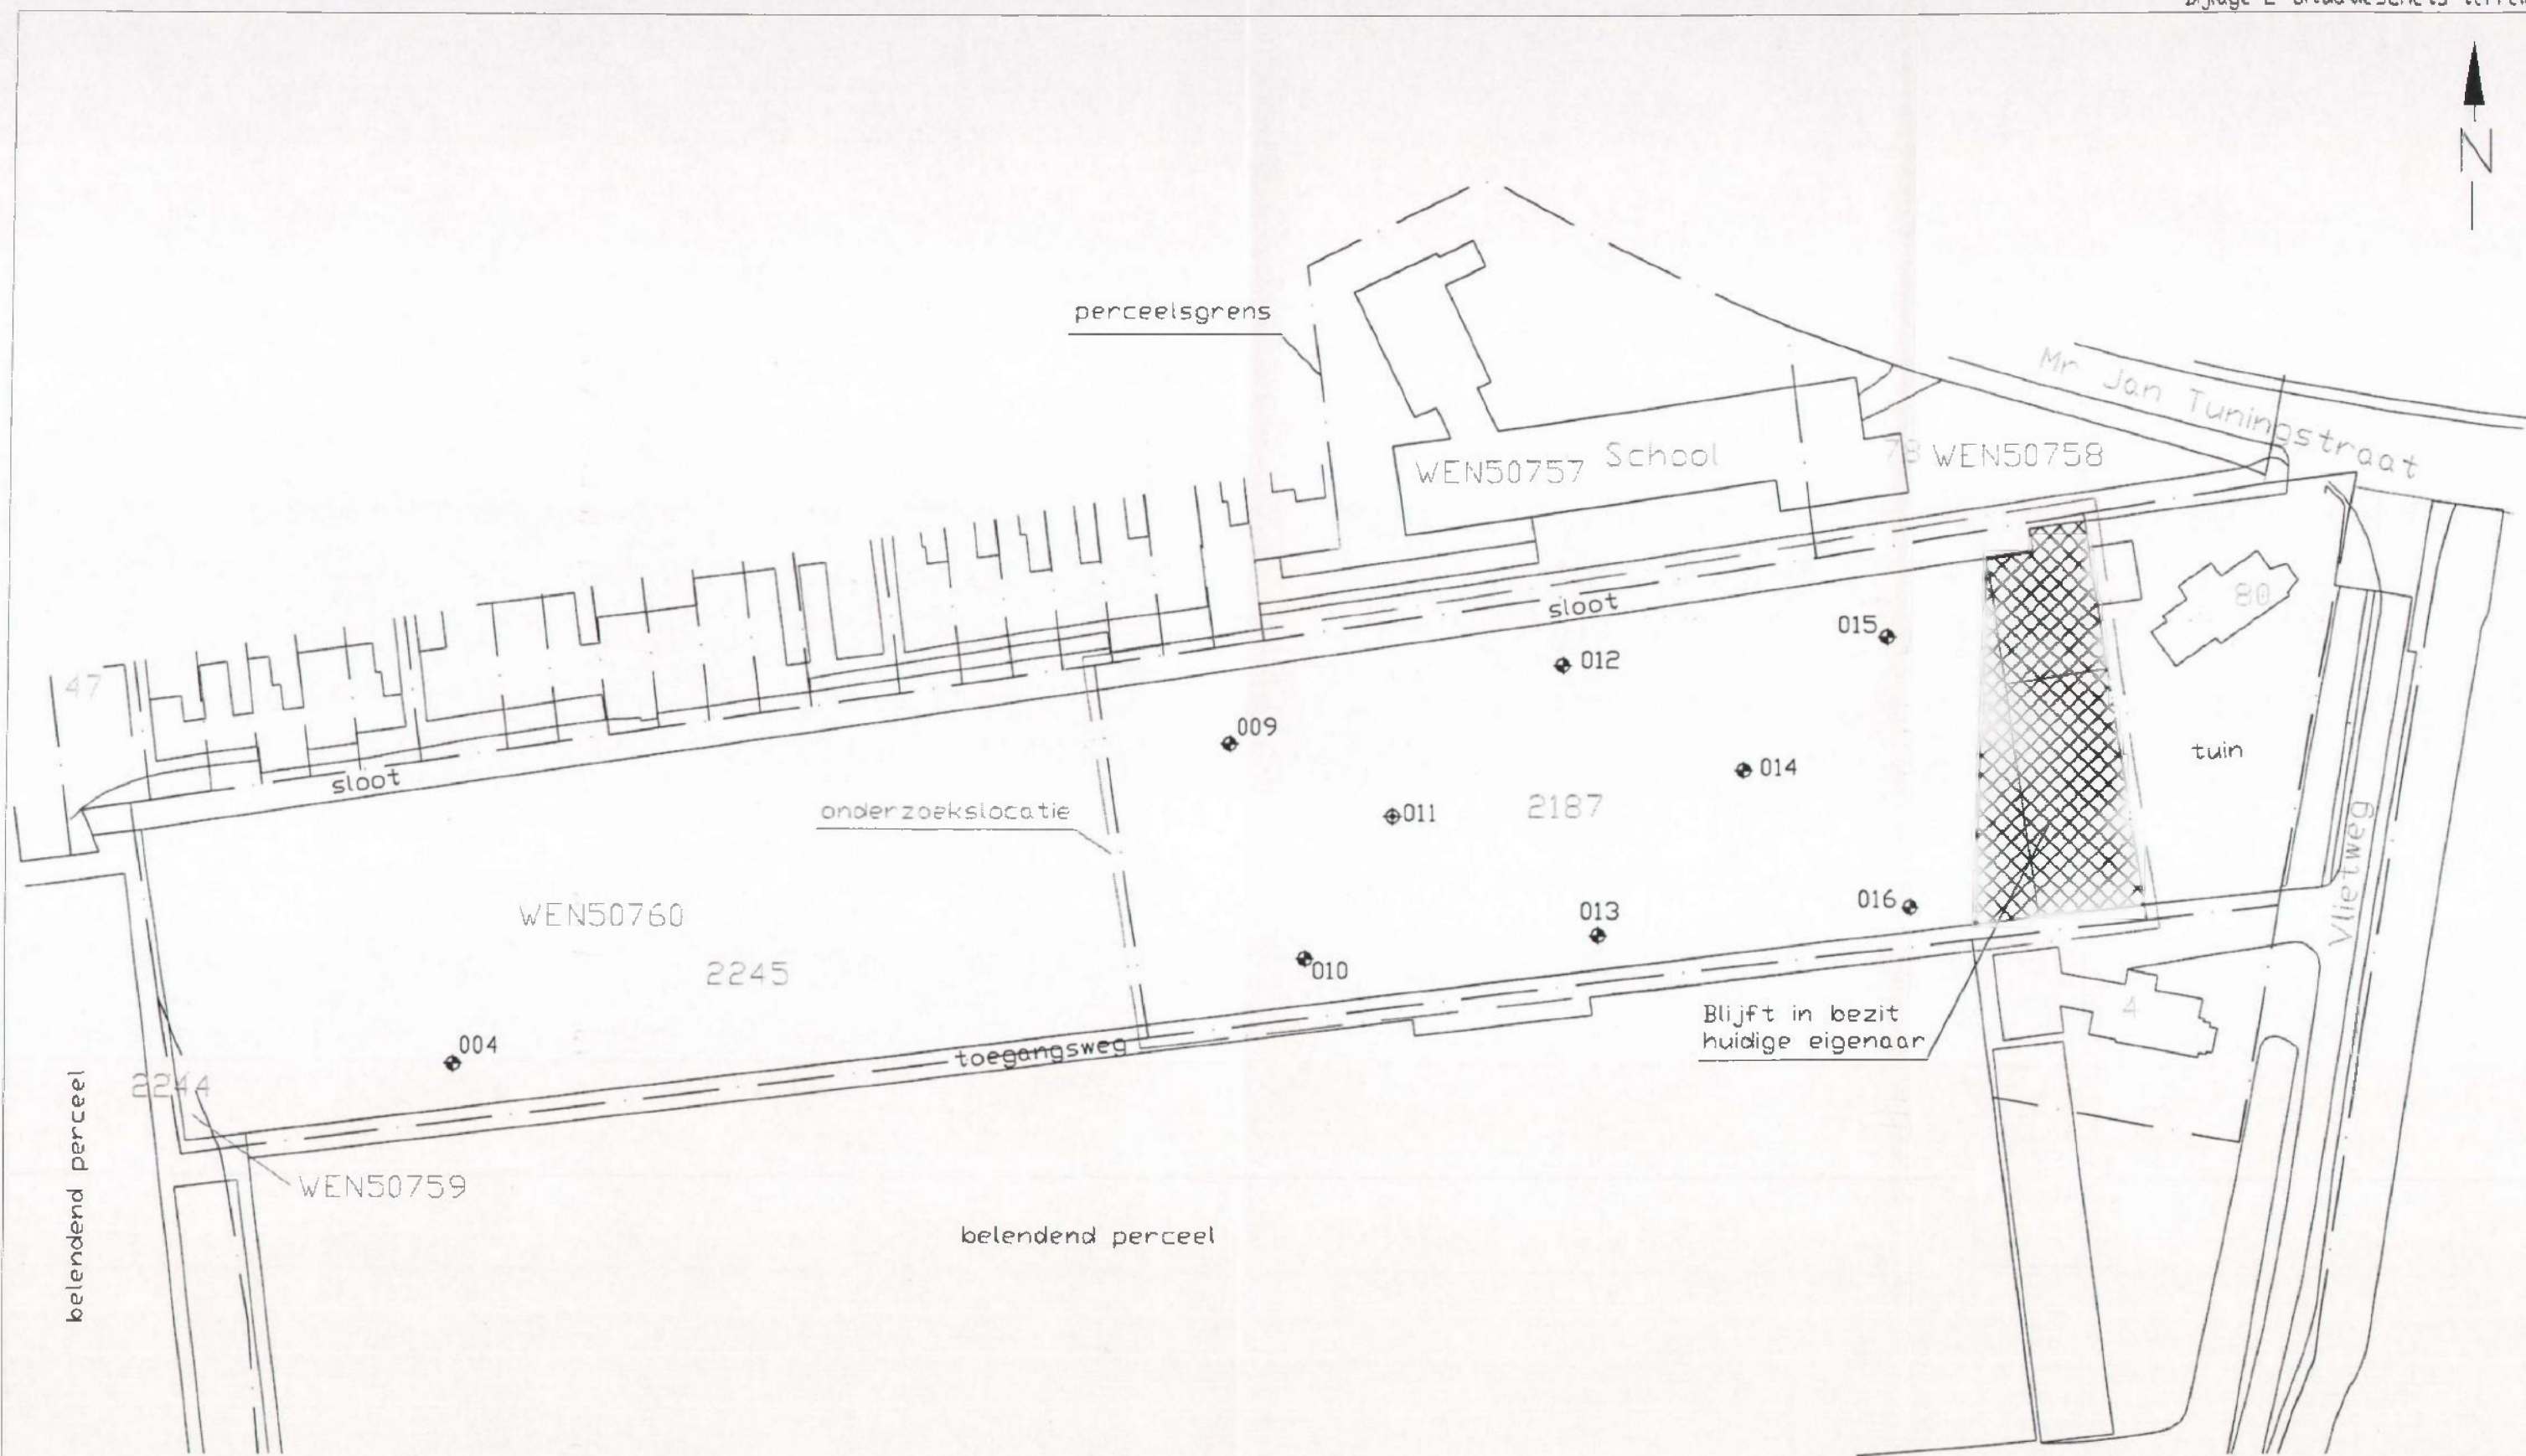 N
perceelsgrens
Mr Jan Tuningstraat
WEN50757
School
78
WEN50758
sloot
80
015
012
47
009
tuin
014
sloot
onderzoekslocatie
011
2187
Vlietweg
WEN50760
016
013
2245
010
Blijft in bezit
huidige eigenaar
4
004
toegangsweg
2244
belendend perceel
WEN50759
belendend perceel